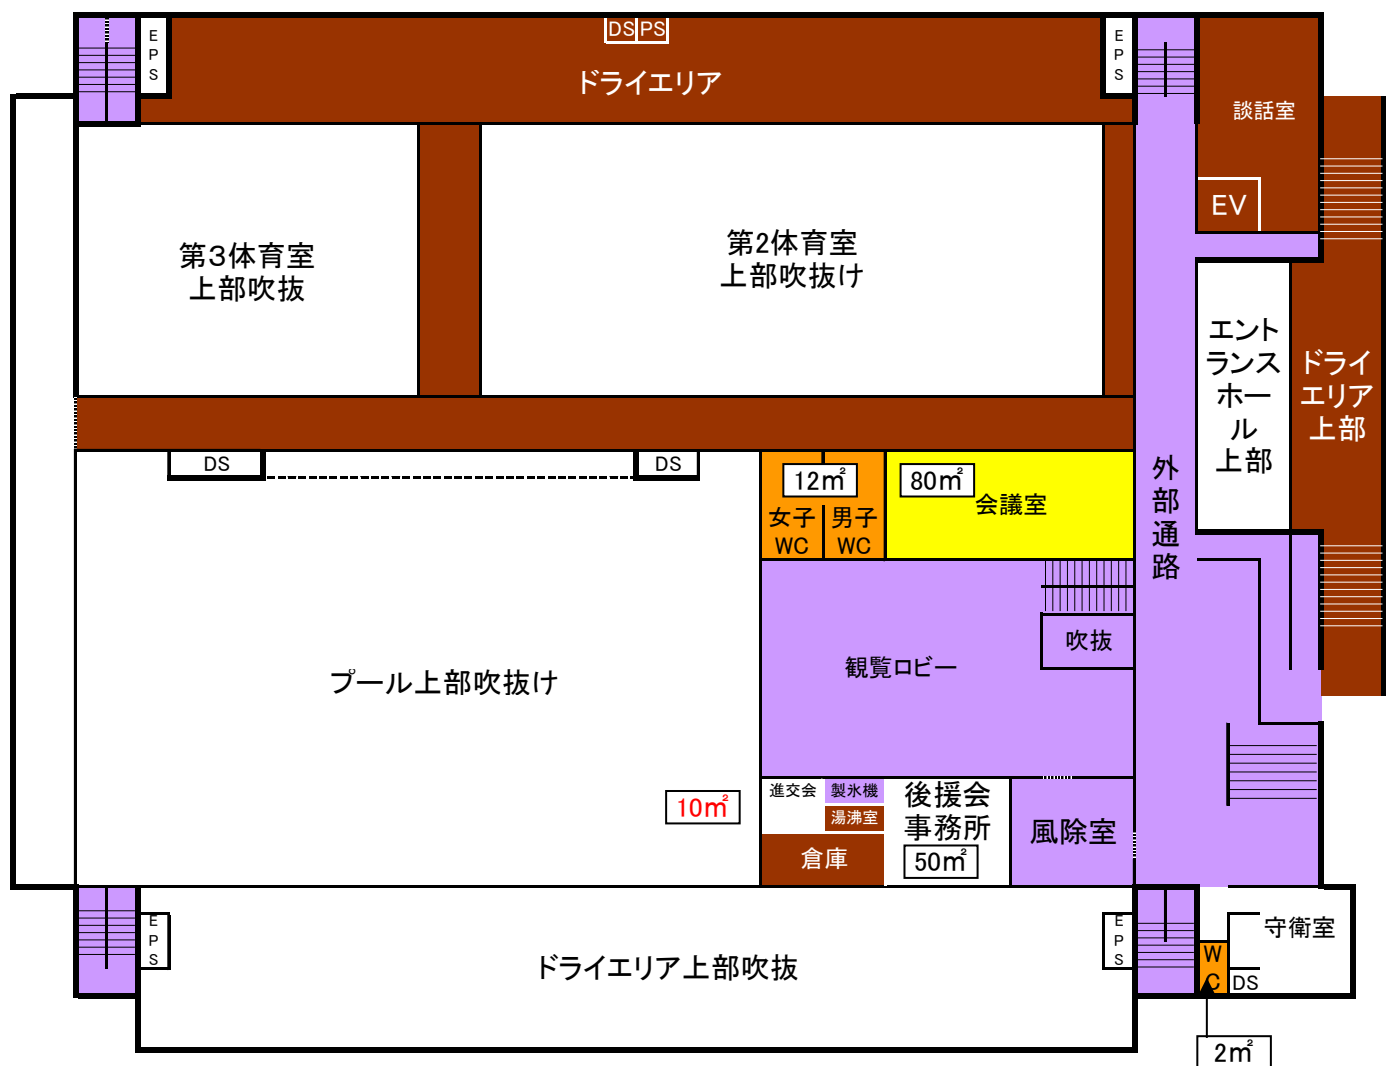 E
P
S
DS PS
ドライエリア
E
P
S
談話室
EV
第3体育室
上部吹抜
第2体育室
上部吹抜け
エント
ランス
ホー
ル
上部
ドライ
エリア
上部
DS
DS
12㎡
女子
WC
男子
WC
80㎡
会議室
外
部
通
路
吹抜
観覧ロビー
プール上部吹抜け
10㎡
進交会
製氷機
湯沸室
倉庫
後援会
事務所
50㎡
風除室
E
P
S
ドライエリア上部吹抜
E
P
S
W
C
DS
守衛室
2㎡